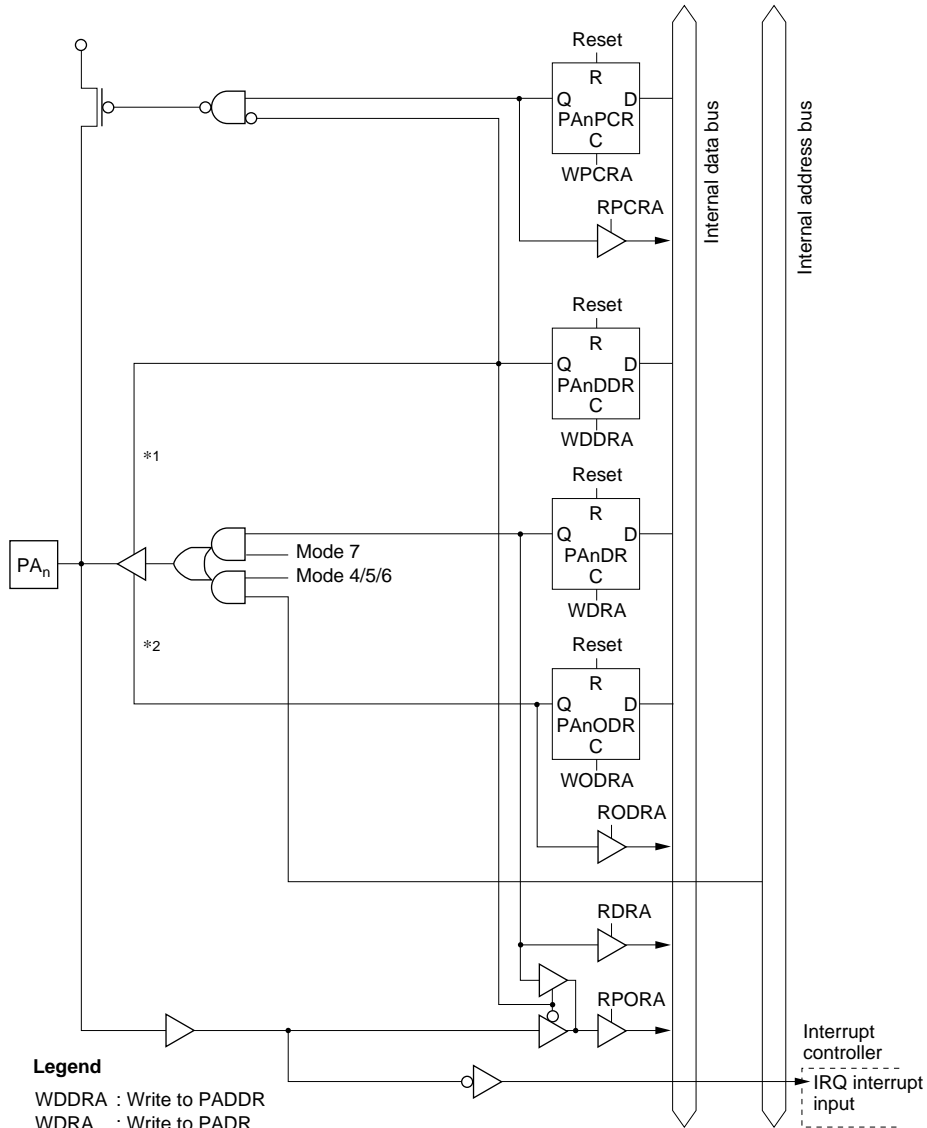 Reset
R
Q D
PAnPCR
C
WPCRA
RPCRA
Internal data bus
Internal address bus
Reset
R
Q D
PAnDDR
C
WDDRA
*1
Reset
R
Q D
PAnDR
C
WDRA
Mode 7
Mode 4/5/6
PAn
*2
Reset
R
Q D
PAnODR
C
WODRA
RODRA
RDRA
RPORA
Interrupt
controller
IRQ interrupt
input
Legend
WDDRA : Write to PADDR
WDRA : Write to PADR